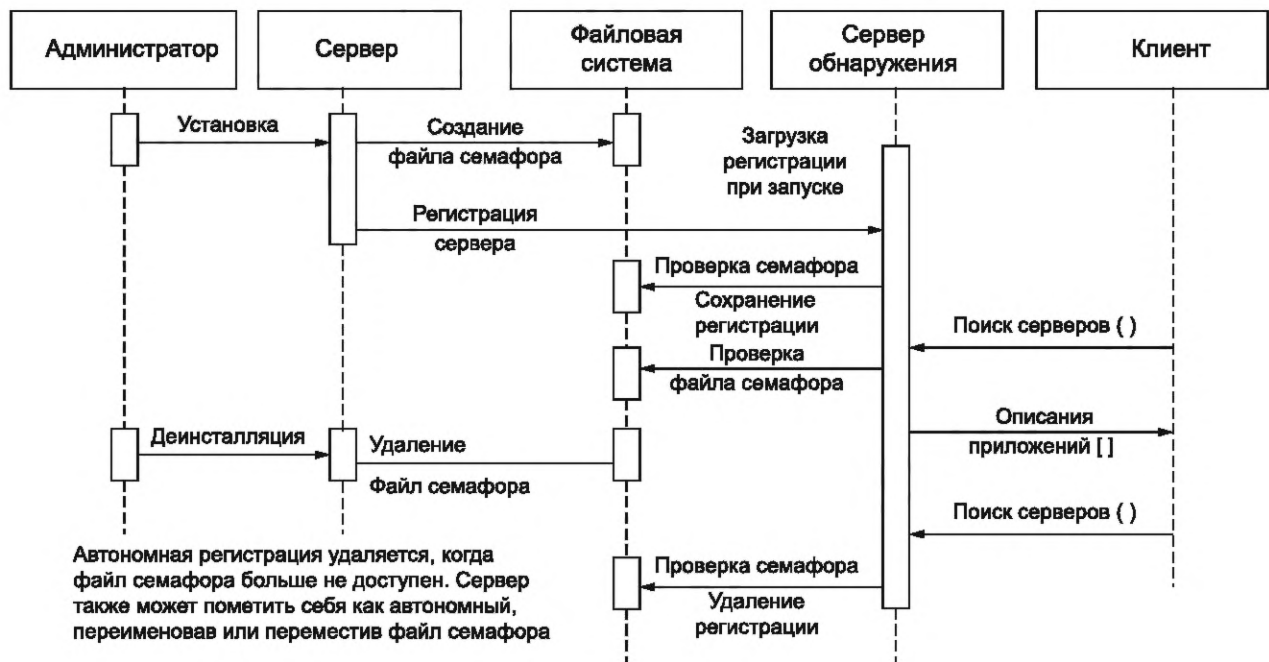 Администратор
Сервер
Файловая
система
Сервер
обнаружения
Клиент
Установка
Создание
файла семафора
Загрузка
регистрации
при запуске
Регистрация
сервера
Проверка семафора
Сохранение
регистрации
Поиск серверов ( )
Проверка
файла семафора
Описания
приложений [ ]
Деинсталляция
Удаление
Файл семафора
Поиск серверов ( )
Автономная регистрация удаляется, когда
файл семафора больше не доступен. Сервер
также может пометить себя как автономный,
переименовав или переместив файл семафора
Проверка семафора
Удаление
регистрации